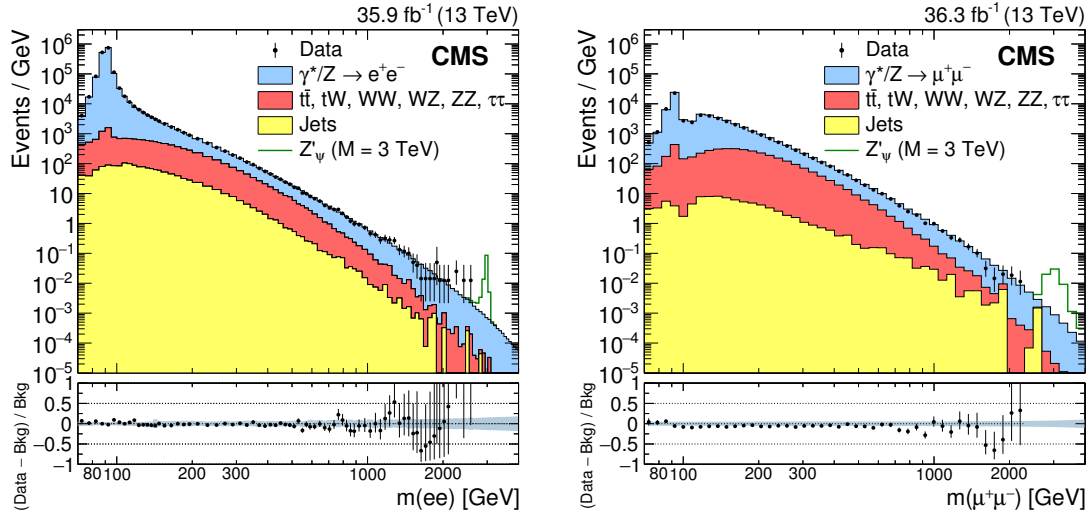 35.9 fb⁻¹ (13 TeV)
CMS
Data
γ*/Z → e⁺e⁻
tt̄, tW, WW, WZ, ZZ, ττ
Jets
Z'ψ (M = 3 TeV)
Events / GeV
10⁶
10⁵
10⁴
10³
10²
10
1
10⁻¹
10⁻²
10⁻³
10⁻⁴
10⁻⁵
(Data − Bkg) / Bkg
1
0.5
0
−0.5
−1
80 100 200 300 1000 2000
m(ee) [GeV]
36.3 fb⁻¹ (13 TeV)
CMS
Data
γ*/Z → μ⁺μ⁻
tt̄, tW, WW, WZ, ZZ, ττ
Jets
Z'ψ (M = 3 TeV)
Events / GeV
10⁶
10⁵
10⁴
10³
10²
10
1
10⁻¹
10⁻²
10⁻³
10⁻⁴
10⁻⁵
(Data − Bkg) / Bkg
1
0.5
0
−0.5
−1
80 100 200 300 1000 2000
m(μ⁺μ⁻) [GeV]